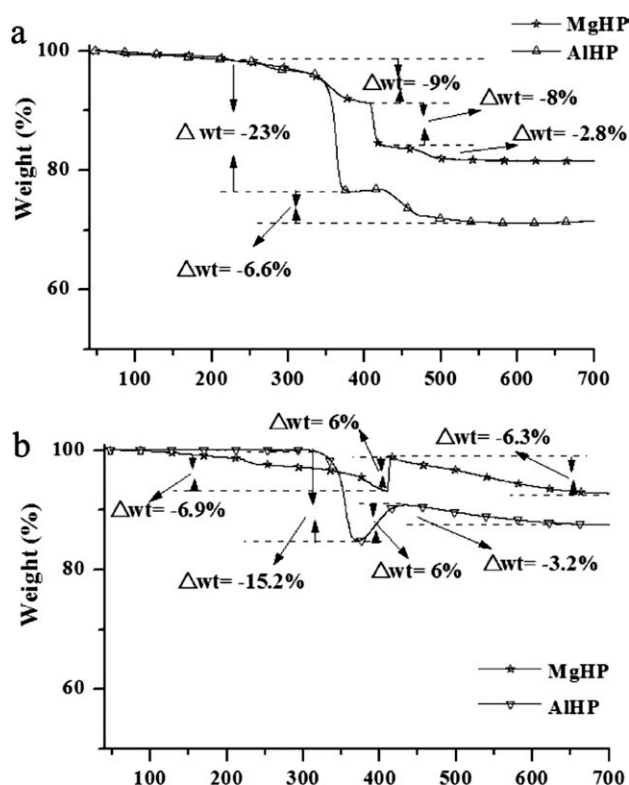 a
MgHP
AlHP
Weight (%)
100
80
60
△wt= -9%
△wt= -8%
△ wt= -23%
△wt= -2.8%
△wt= -6.6%
100 200 300 400 500 600 700
b
△wt= 6%
△wt= -6.3%
△wt= -6.9%
△wt= -15.2%
△wt= 6%
△wt= -3.2%
Weight (%)
100
80
60
MgHP
AlHP
100 200 300 400 500 600 700